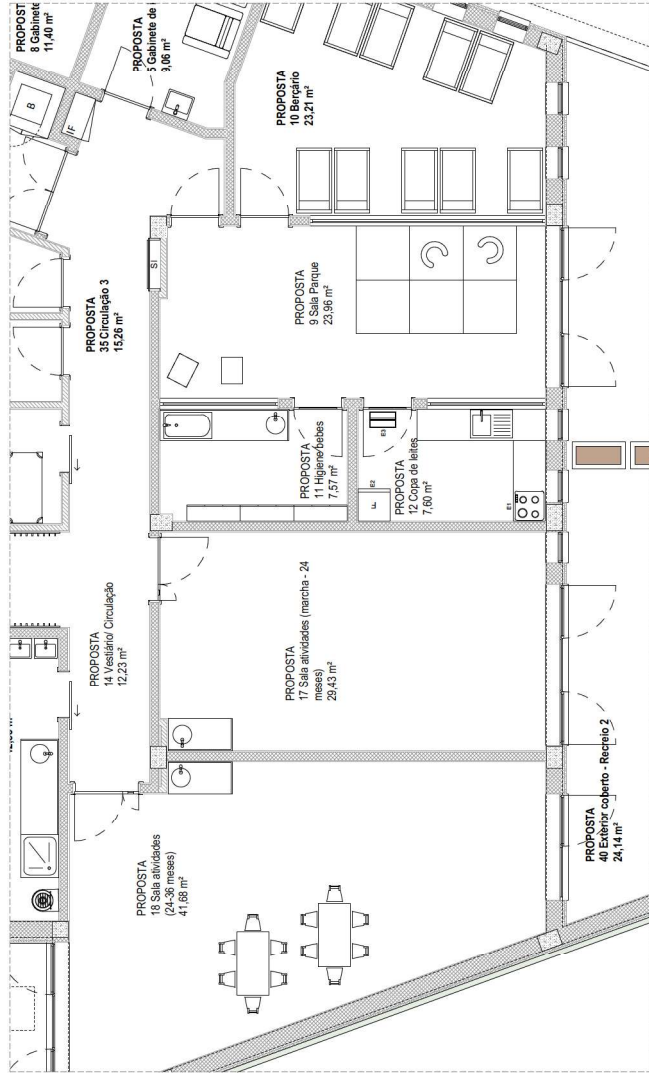 PROPOST
8 Gabinete
11,40 m²
PROPOSTA
5 Gabinete de
9,06 m²
B
IF
PROPOSTA
10 Berçário
23,21 m²
PROPOSTA
35 Circulação 3
15,26 m²
SI
PROPOSTA
9 Sala Parque
23,96 m²
PROPOSTA
11 Higiene/bebes
7,57 m²
E3
E2
F
PROPOSTA
12 Copa de leites
7,60 m²
E1
PROPOSTA
14 Vestiário/ Circulação
12,23 m²
PROPOSTA
17 Sala atividades (marcha - 24
meses)
29,43 m²
PROPOSTA
18 Sala atividades
(24-36 meses)
41,68 m²
PROPOSTA
40 Exterior coberto - Recreio 2
24,14 m²